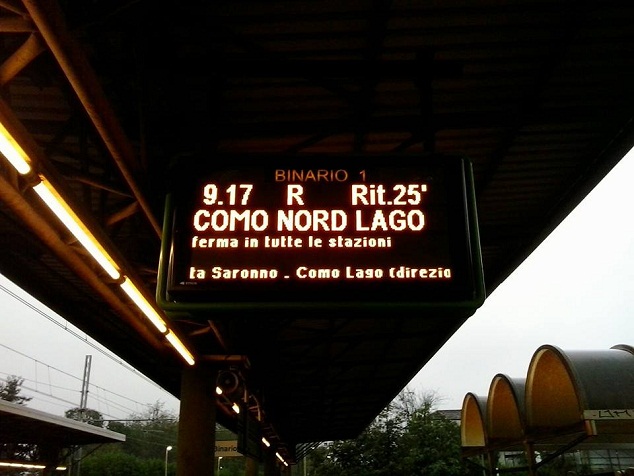 BINARIO 1
9.17 R Rit.25'
COMO NORD LAGO
ferma in tutte le stazioni
ta Saronno - Como Lago (direzio
Binario